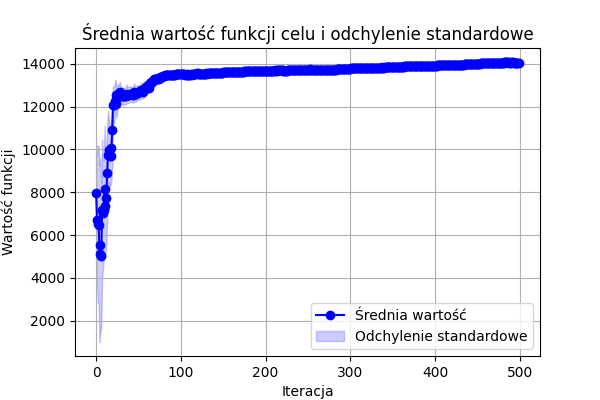 Średnia wartość funkcji celu i odchylenie standardowe
14000
12000
10000
8000
6000
4000
2000
Wartość funkcji
Średnia wartość
Odchylenie standardowe
0 100 200 300 400 500
Iteracja